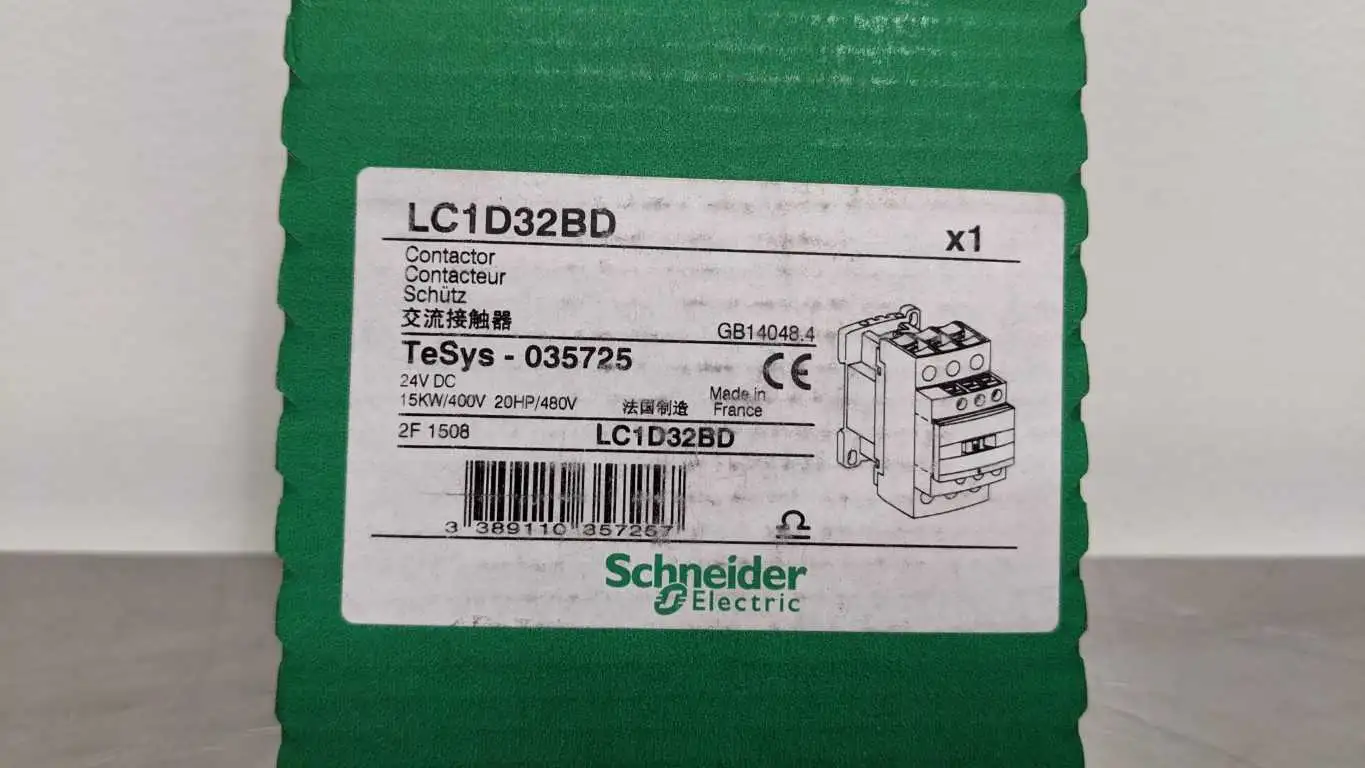 LC1D32BD
x1
Contactor
Contacteur
Schütz
交流接触器
GB14048.4
TeSys - 035725
CE
24V DC
15KW/400V 20HP/480V
法国制造
Made in
France
2F 1508
LC1D32BD
3 389110 357257
Schneider
Electric